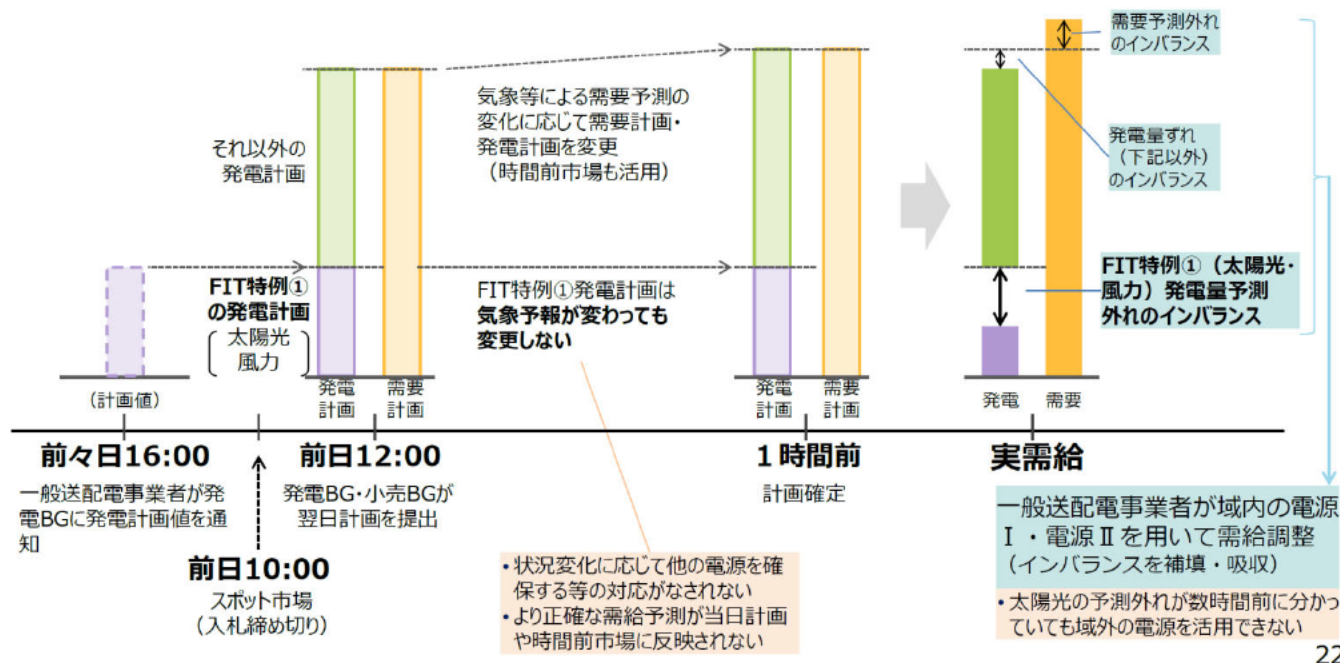 需要予測外れ
のインバランス
気象等による需要予測の
変化に応じて需要計画・
発電計画を変更
（時間前市場も活用）
それ以外の
発電計画
発電量ずれ
（下記以外）
のインバランス
FIT特例①
の発電計画
太陽光
風力
FIT特例①発電計画は
気象予報が変わっても
変更しない
FIT特例①（太陽光・
風力）発電量予測
外れのインバランス
(計画値)
発電
計画
需要
計画
発電
計画
需要
計画
発電
需要
前々日16:00
一般送配電事業者が発
電BGに発電計画値を通
知
前日10:00
スポット市場
（入札締め切り）
前日12:00
発電BG・小売BGが
翌日計画を提出
１時間前
計画確定
実需給
一般送配電事業者が域内の電源
Ⅰ・電源Ⅱを用いて需給調整
（インバランスを補填・吸収）
• 状況変化に応じて他の電源を確
保する等の対応がなされない
• より正確な需給予測が当日計画
や時間前市場に反映されない
• 太陽光の予測外れが数時間前に分かっ
ていても域外の電源を活用できない
22